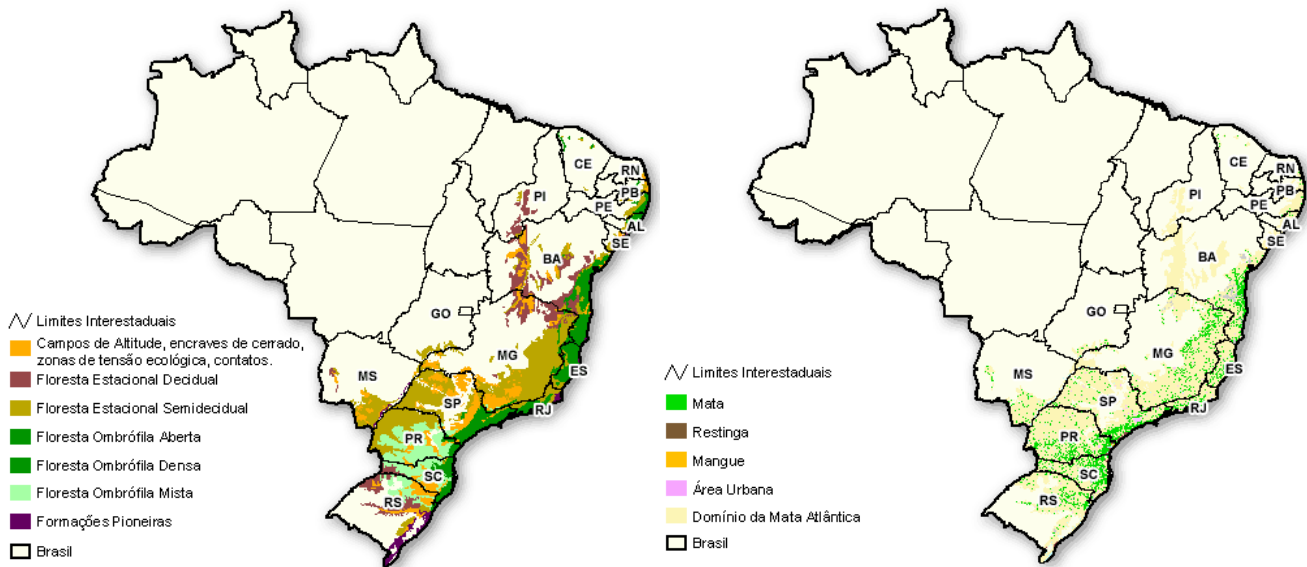 CE
RN
PB
PI
PE
AL
SE
BA
GO
MG
MS
ES
SP
RJ
PR
SC
RS
Limites Interestaduais
Campos de Altitude, encraves de cerrado,
zonas de tensão ecológica, contatos.
Floresta Estacional Decidual
Floresta Estacional Semidecidual
Floresta Ombrófila Aberta
Floresta Ombrófila Densa
Floresta Ombrófila Mista
Formações Pioneiras
Brasil
CE
RN
PB
PI
PE
AL
SE
BA
GO
MG
ES
MS
SP
RJ
PR
SC
RS
Limites Interestaduais
Mata
Restinga
Mangue
Área Urbana
Domínio da Mata Atlântica
Brasil